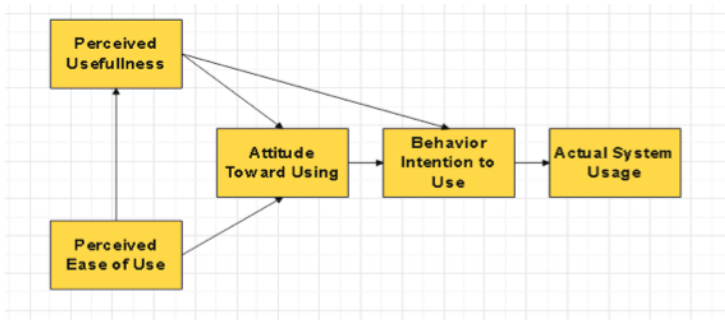 Perceived
Usefullness
Attitude
Toward Using
Behavior
Intention to
Use
Actual System
Usage
Perceived
Ease of Use